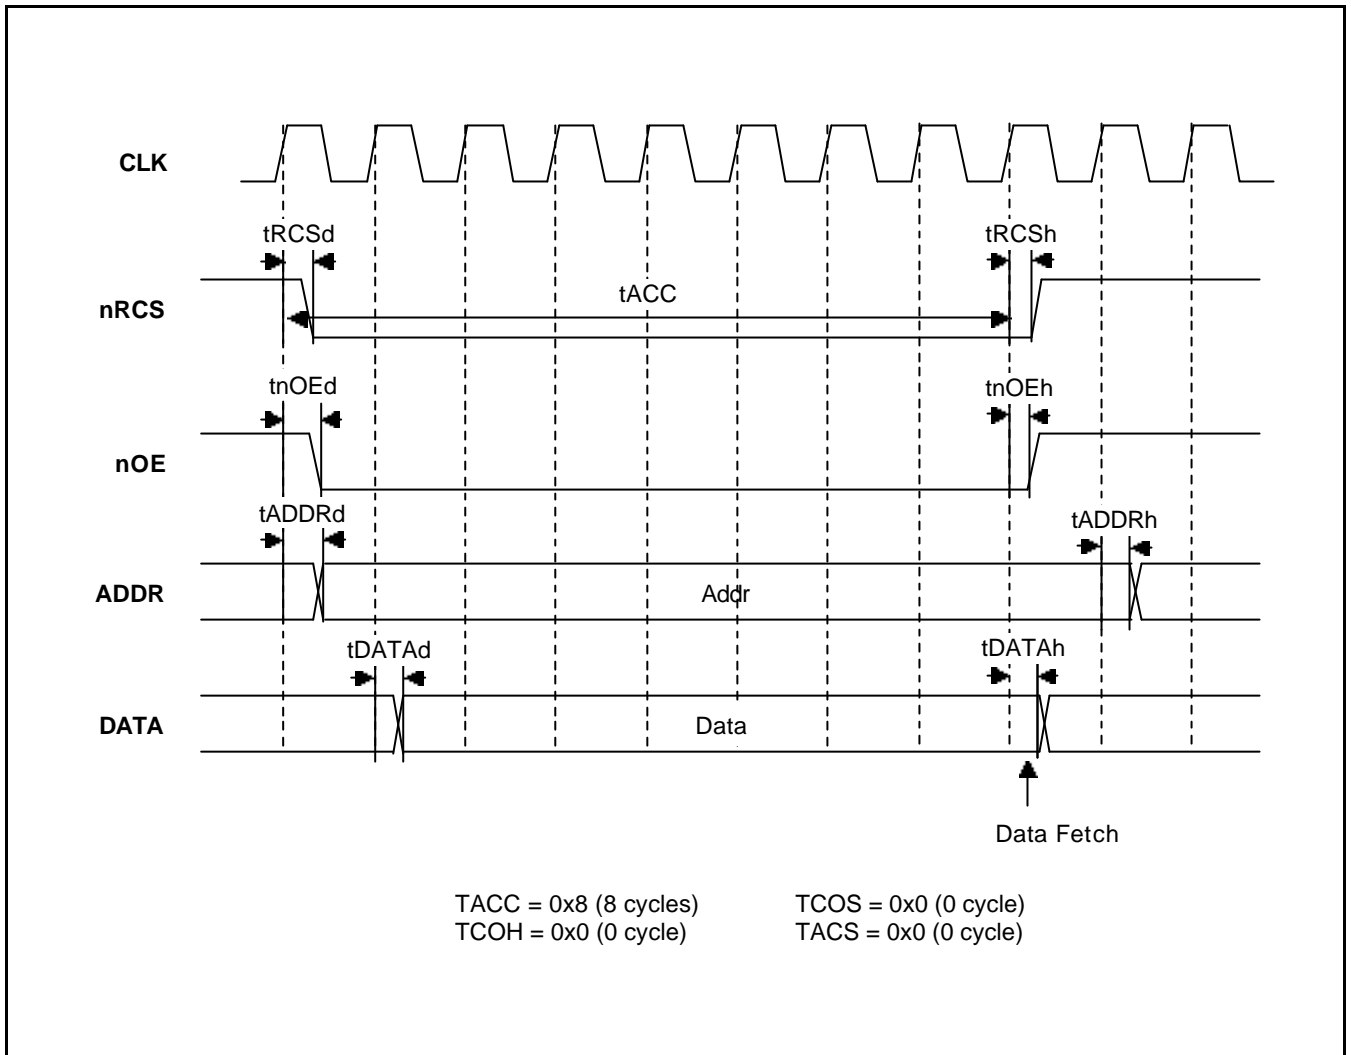 CLK
tRCSd
tRCSh
nRCS
tACC
tnOEd
tnOEh
nOE
tADDRd
tADDRh
ADDR
Addr
tDATAd
tDATAh
DATA
Data
Data Fetch
TACC = 0x8 (8 cycles)
TCOS = 0x0 (0 cycle)
TCOH = 0x0 (0 cycle)
TACS = 0x0 (0 cycle)